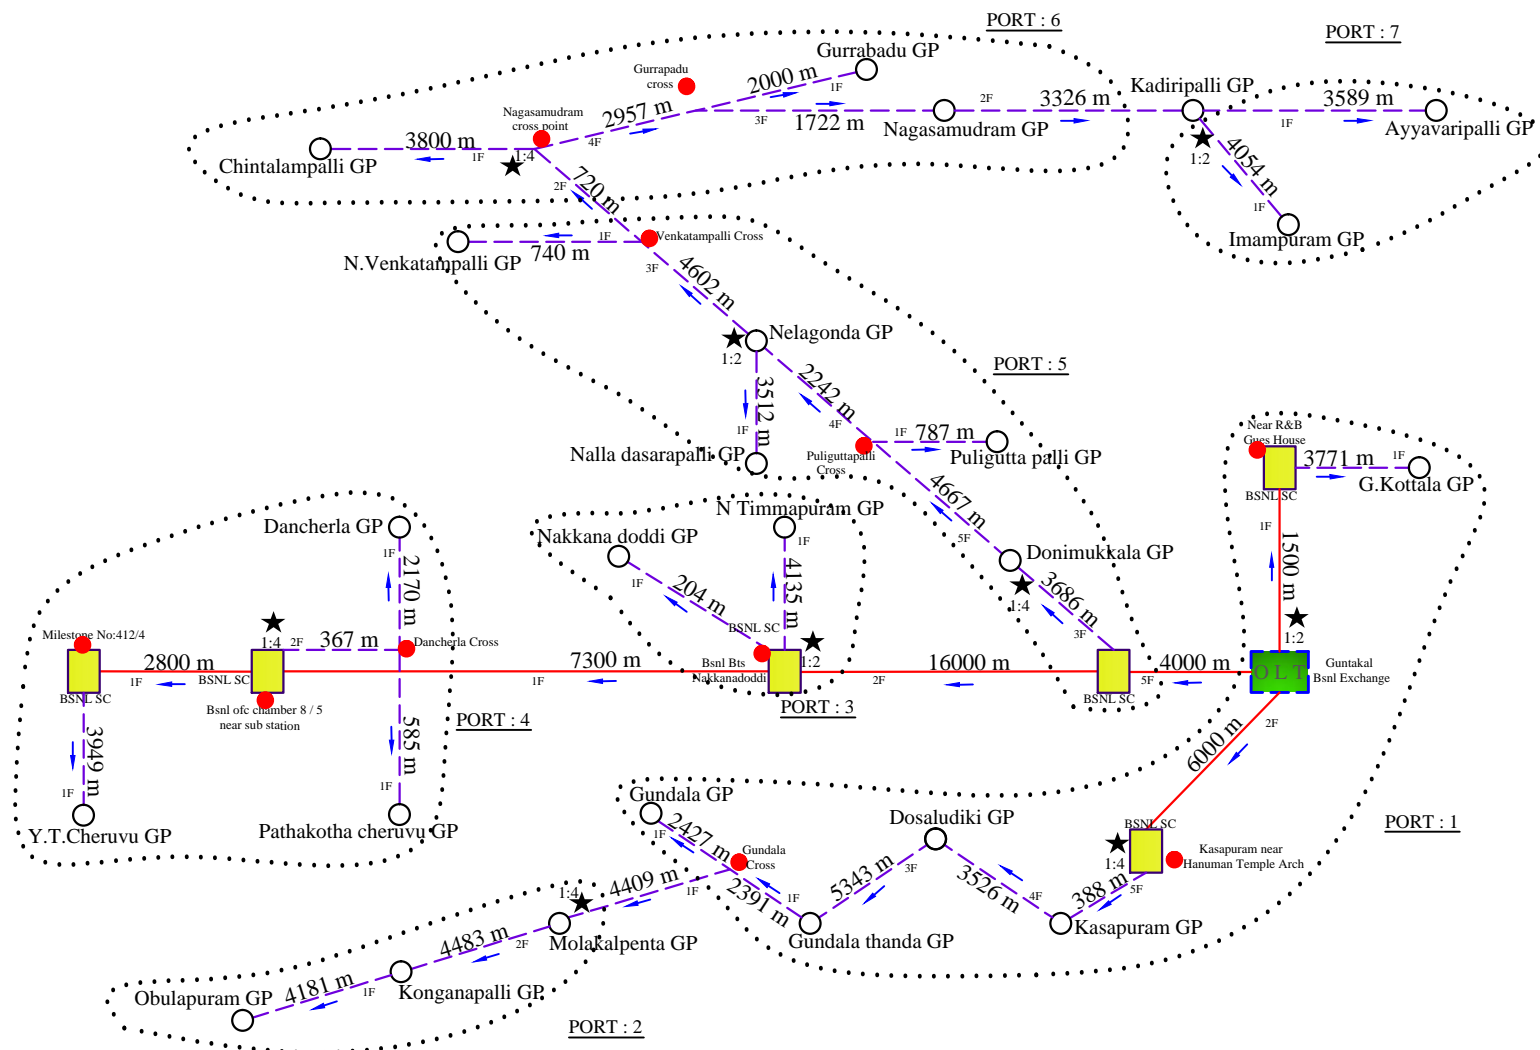 PORT : 6
PORT : 7
Gurrabadu GP
Gurrapadu
cross
2000 m
1F
Kadiripalli GP
2957 m
4F
3F
1722 m
2F
3326 m
Nagasamudram GP
3589 m
1F
Ayyavaripalli GP
Nagasamudram
cross point
3800 m
1F
1:4
Chintalampalli GP
1:2
4054 m
1F
Imampuram GP
2F
720 m
1F
Venkatampalli Cross
740 m
N.Venkatampalli GP
3F
4602 m
Nelagonda GP
1:2
PORT : 5
3512 m
1F
Nalla dasarapalli GP
2242 m
4F
1F
787 m
Puliguttapalli
Cross
Puligutta palli GP
4667 m
5F
Near R&B
Gues House
BSNL SC
3771 m
1F
G.Kottala GP
1F
1500 m
1:2
Donimukkala GP
1:4
3686 m
3F
N Timmapuram GP
1F
4135 m
Nakkana doddi GP
1F
204 m
BSNL SC
Bsnl Bts
Nakkanadoddi
1:2
PORT : 3
Dancherla GP
1F
2170 m
Milestone No:412/4
1:4
2F
367 m
Dancherla Cross
2800 m
1F
BSNL SC
BSNL SC
Bsnl ofc chamber 8 / 5
near sub station
7300 m
1F
16000 m
2F
BSNL SC
4000 m
5F
O L T
Guntakal
Bsnl Exchange
PORT : 4
3949 m
1F
Y.T.Cheruvu GP
585 m
1F
Pathakotha cheruvu GP
6000 m
2F
BSNL SC
1:4
Kasapuram near
Hanuman Temple Arch
PORT : 1
388 m
5F
Kasapuram GP
Dosaludiki GP
3526 m
4F
5343 m
3F
Gundala thanda GP
Gundala GP
2427 m
1F
Gundala
Cross
2391 m
1F
4409 m
1F
1:4
Molakalpenta GP
4483 m
2F
Konganapalli GP
4181 m
1F
Obulapuram GP
PORT : 2